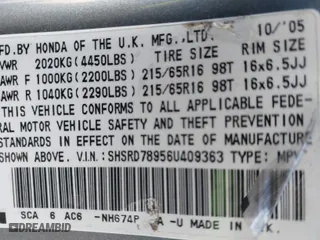 FD.BY HONDA OF THE U.K. MFG.,LTD. 10/'05
VWR 2020KG(4450LBS) TIRE SIZE RIM SIZE
AWR F 1000KG(2200LBS) 215/65R16 98T 16x6.5JJ
AWR R 1040KG(2290LBS) 215/65R16 98T 16x6.5JJ
THIS VEHICLE CONFORMS TO ALL APPLICABLE FEDE-
RAL MOTOR VEHICLE SAFETY AND THEFT PREVENTION
STANDARDS IN EFFECT ON THE DATE OF MANUFACTURE
SHOWN ABOVE. V.I.N: SHSRD78956U409363 TYPE: MPV
SCA 6 AC6 -NH674P A -U MADE IN U.K.
DREAMBID